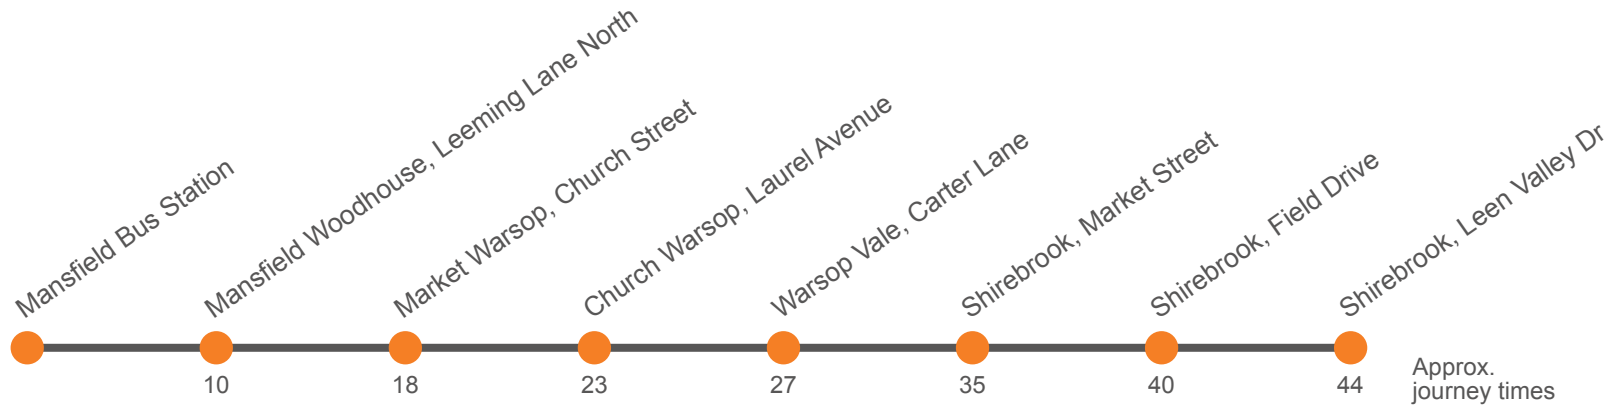 Mansfield Bus Station
Mansfield Woodhouse, Leeming Lane North
Market Warsop, Church Street
Church Warsop, Laurel Avenue
Warsop Vale, Carter Lane
Shirebrook, Market Street
Shirebrook, Field Drive
Shirebrook, Leen Valley Dr
10
18
23
27
35
40
44
Approx.
journey times